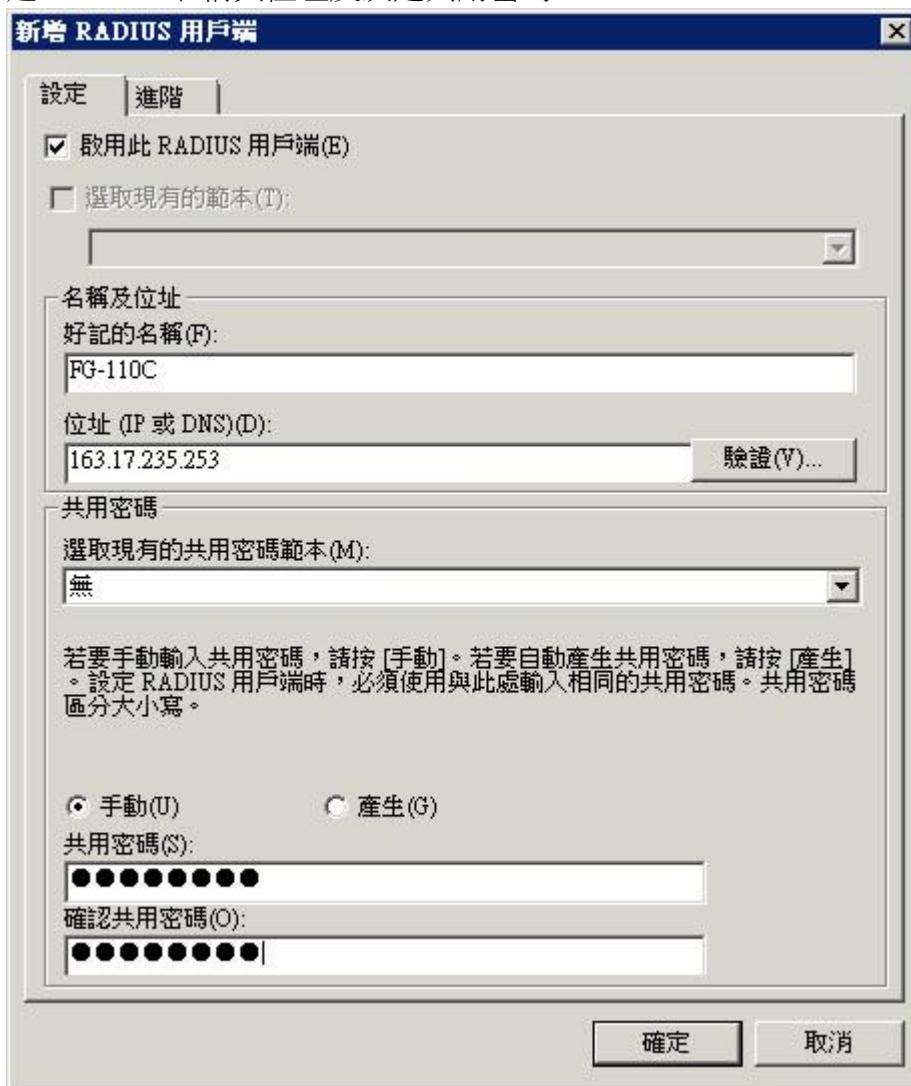 新增 RADIUS 用戶端
設定
進階
啟用此 RADIUS 用戶端(E)
選取現有的範本(T):
名稱及位址
好記的名稱(F):
FG-110C
位址 (IP 或 DNS)(D):
163.17.235.253
驗證(V)...
共用密碼
選取現有的共用密碼範本(M):
無
若要手動輸入共用密碼，請按 [手動]。若要自動產生共用密碼，請按 [產生]
。設定 RADIUS 用戶端時，必須使用與此處輸入相同的共用密碼。共用密碼
區分大小寫。
手動(U)
產生(G)
共用密碼(S):
●●●●●●●●
確認共用密碼(O):
●●●●●●●●
確定
取消